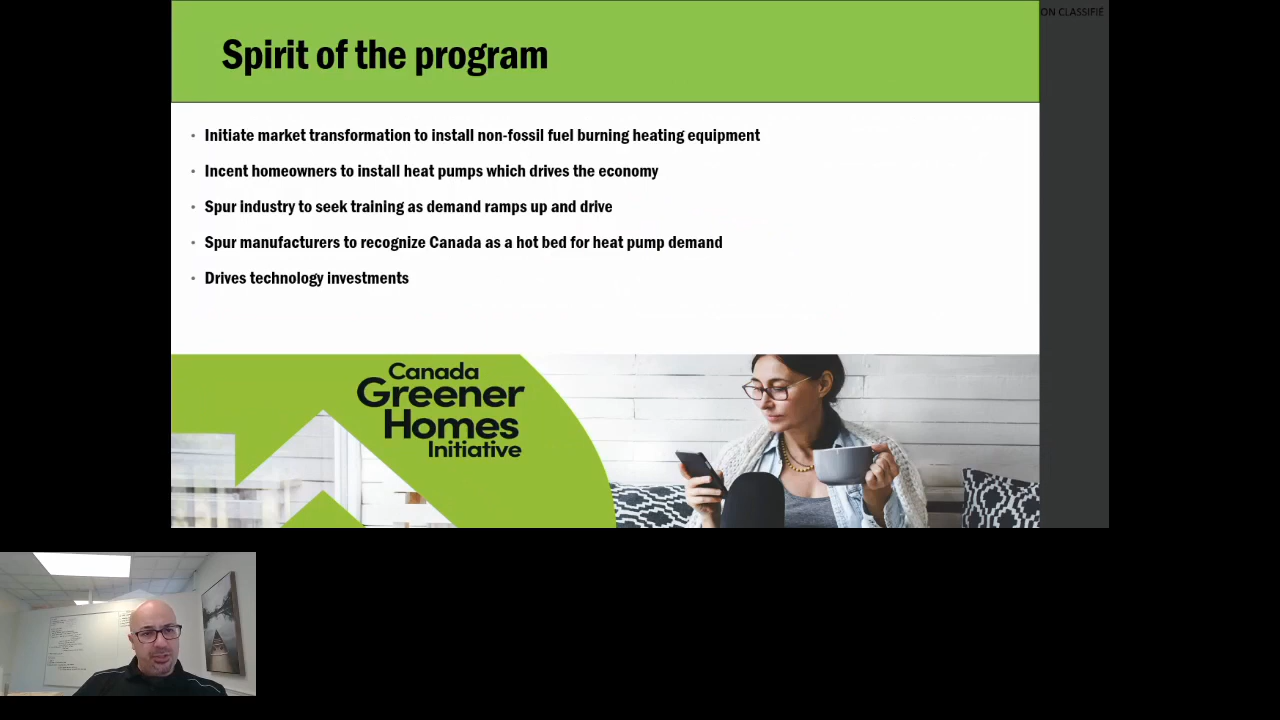 ON CLASSIFIÉ
Spirit of the program
• Initiate market transformation to install non-fossil fuel burning heating equipment
• Incent homeowners to install heat pumps which drives the economy
• Spur industry to seek training as demand ramps up and drive
• Spur manufacturers to recognize Canada as a hot bed for heat pump demand
• Drives technology investments
Canada
Greener
Homes
Initiative